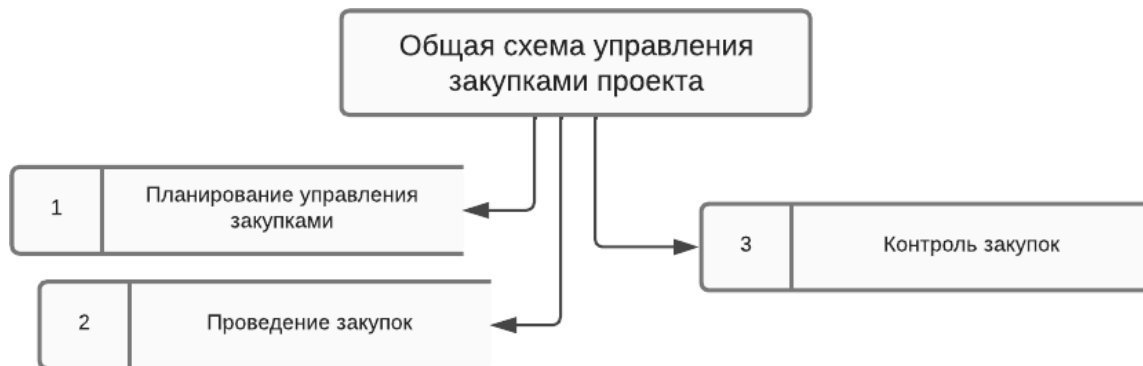 Общая схема управления
закупками проекта
1
Планирование управления
закупками
2
Проведение закупок
3
Контроль закупок